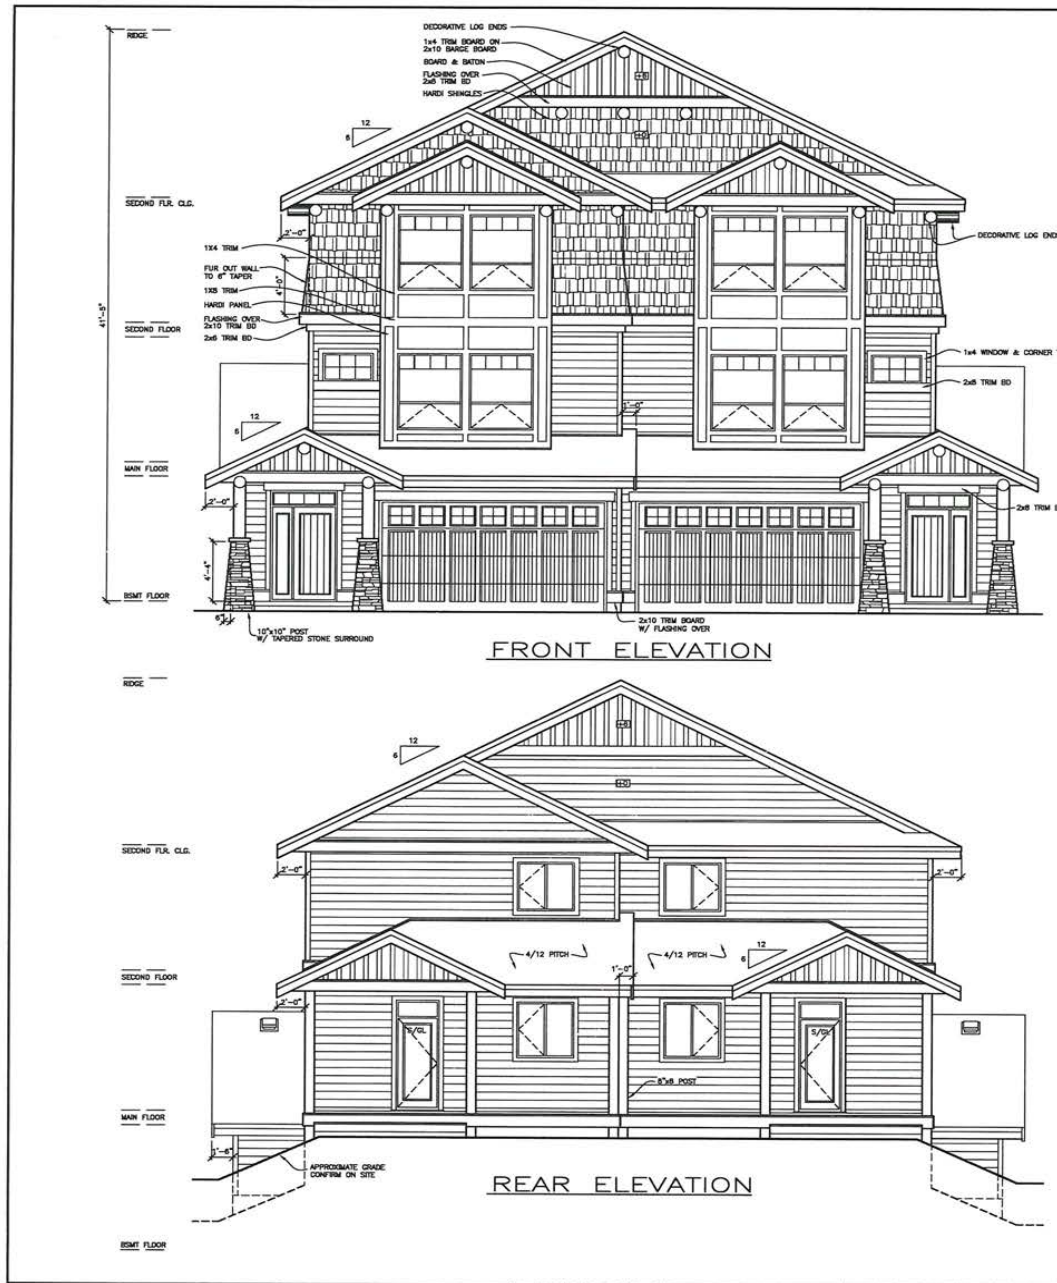 RIDGE
DECORATIVE LOG ENDS
1x4 TRIM BOARD ON
2x10 BARGE BOARD
BOARD & BATON
FLASHING OVER
2x8 TRIM BD
HARDI SHINGLES
12
6
SECOND FLR. CLG.
2'-0"
DECORATIVE LOG ENDS
1X4 TRIM
FUR OUT WALL
TO 6" TAPER
4'-0"
1X8 TRIM
HARDI PANEL
FLASHING OVER
2x10 TRIM BD
2x6 TRIM BD
41'-5"
SECOND FLOOR
1x4 WINDOW & CORNER
2x8 TRIM BD
12
6
1'-0"
MAIN FLOOR
2'-0"
2x8 TRIM
4'-4"
BSMT FLOOR
6"
10"x10" POST
W/ TAPERED STONE SURROUND
2x10 TRIM BOARD
W/ FLASHING OVER
FRONT ELEVATION
RIDGE
12
6
SECOND FLR. CLG.
2'-0"
2'-0"
4/12 PITCH
4/12 PITCH
12
6
SECOND FLOOR
1'-0"
2'-0"
S/GL
S/GL
6"x6 POST
MAIN FLOOR
1'-6"
APPROXIMATE GRADE
CONFIRM ON SITE
REAR ELEVATION
BSMT FLOOR